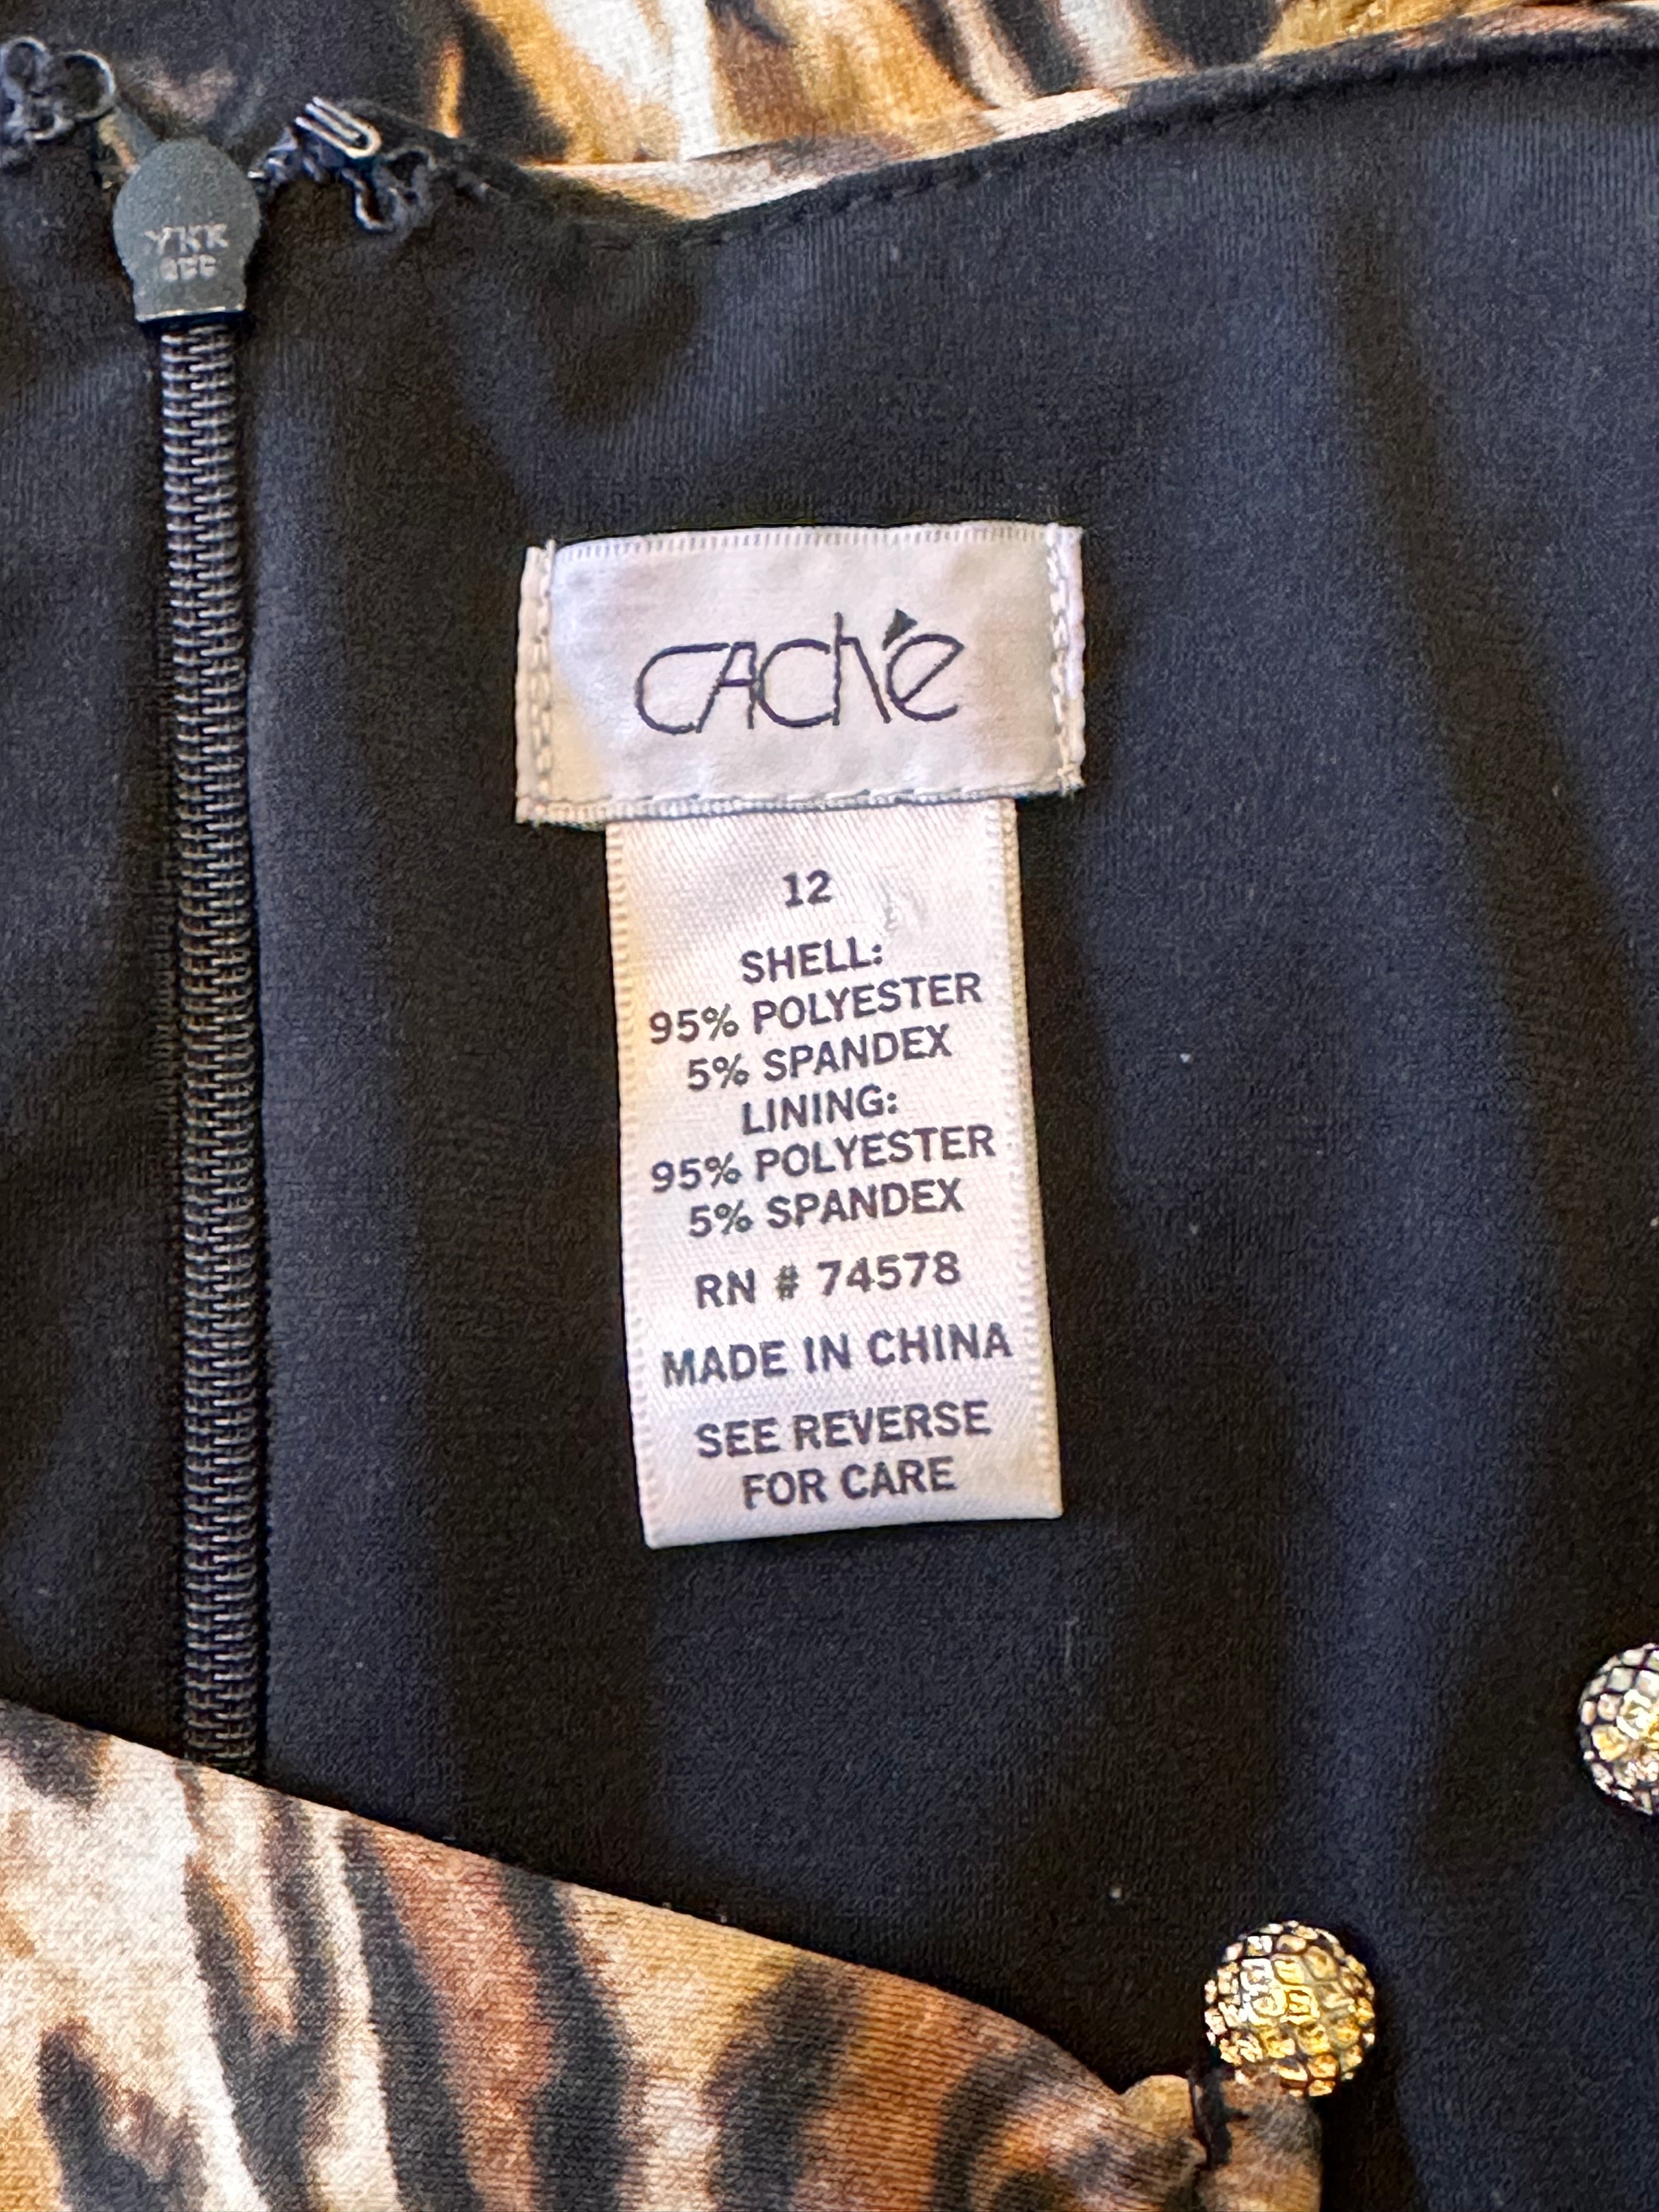 YKK
CAChé
12
SHELL:
95% POLYESTER
5% SPANDEX
LINING:
95% POLYESTER
5% SPANDEX
RN # 74578
MADE IN CHINA
SEE REVERSE
FOR CARE